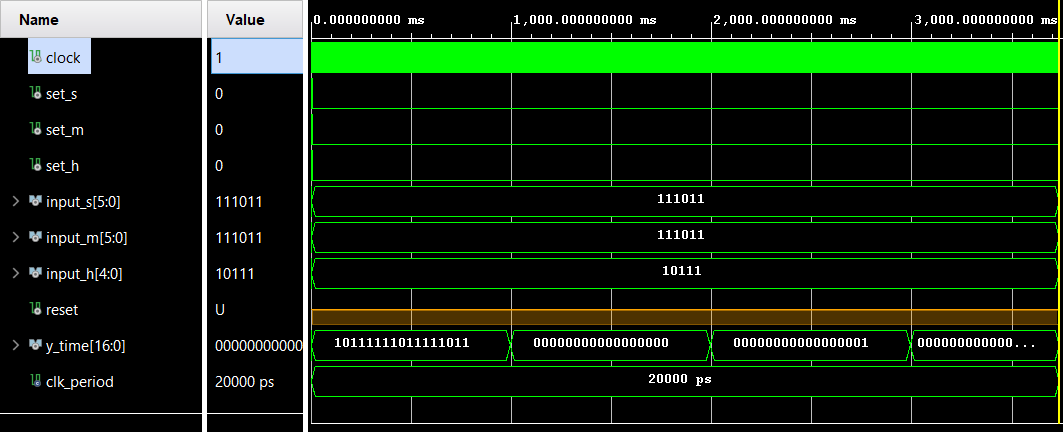 Name Value 0.000000000 ms 1,000.000000000 ms 2,000.000000000 ms 3,000.000000000 ms
clock 1
set_s 0
set_m 0
set_h 0
input_s[5:0] 111011 111011
input_m[5:0] 111011 111011
input_h[4:0] 10111 10111
reset U
y_time[16:0] 00000000000 10111111011111011 00000000000000000 00000000000000001 000000000000...
clk_period 20000 ps 20000 ps